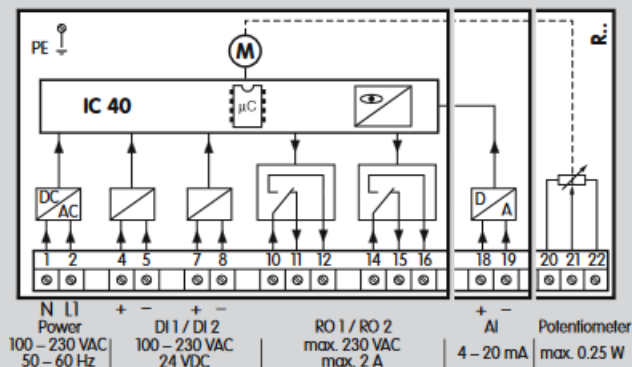 PE
M
R..
IC 40
µC
DC
AC
D
A
1 2 4 5 7 8 10 11 12 14 15 16 18 19 20 21 22
N L1 + − + − + −
Power DI 1 / DI 2 RO 1 / RO 2 AI Potentiometer
100 – 230 VAC 100 – 230 VAC max. 230 VAC 4 – 20 mA max. 0.25 W
50 – 60 Hz 24 VDC max. 2 A